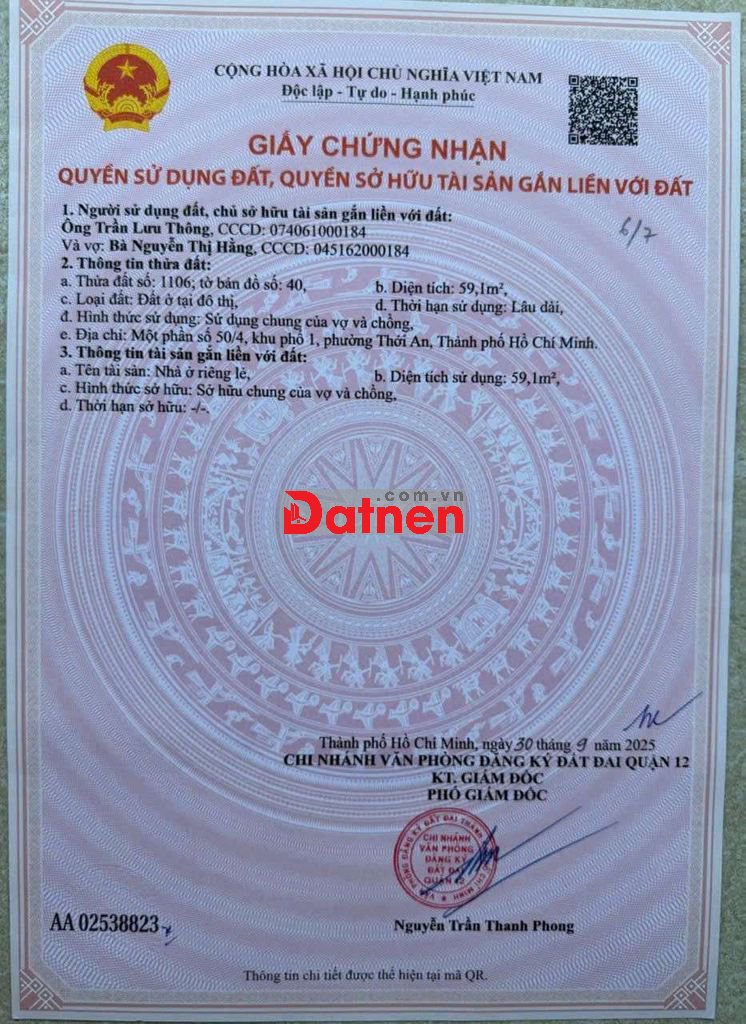 CỘNG HÒA XÃ HỘI CHỦ NGHĨA VIỆT NAM
Độc lập - Tự do - Hạnh phúc
GIẤY CHỨNG NHẬN
QUYỀN SỬ DỤNG ĐẤT, QUYỀN SỞ HỮU TÀI SẢN GẮN LIỀN VỚI ĐẤT
1. Người sử dụng đất, chủ sở hữu tài sản gắn liền với đất:
6/7
Ông Trần Lưu Thông, CCCD: 074061000184
Và vợ: Bà Nguyễn Thị Hằng, CCCD: 045162000184
2. Thông tin thửa đất:
a. Thửa đất số: 1106; tờ bản đồ số: 40, b. Diện tích: 59,1m²,
c. Loại đất: Đất ở tại đô thị, d. Thời hạn sử dụng: Lâu dài,
đ. Hình thức sử dụng: Sử dụng chung của vợ và chồng,
e. Địa chỉ: Một phần số 50/4, khu phố 1, phường Thới An, Thành phố Hồ Chí Minh.
3. Thông tin tài sản gắn liền với đất:
a. Tên tài sản: Nhà ở riêng lẻ, b. Diện tích sử dụng: 59,1m²,
c. Hình thức sở hữu: Sở hữu chung của vợ và chồng,
d. Thời hạn sở hữu: -/-.
.com.vn
Datnen
Thành phố Hồ Chí Minh, ngày 30 tháng 9 năm 2025
CHI NHÁNH VĂN PHÒNG ĐĂNG KÝ ĐẤT ĐAI QUẬN 12
KT. GIÁM ĐỐC
PHÓ GIÁM ĐỐC
CHI NHÁNH
VĂN PHÒNG
ĐĂNG KÝ
ĐẤT ĐAI
QUẬN 12
AA 02538823
Nguyễn Trần Thanh Phong
Thông tin chi tiết được thể hiện tại mã QR.